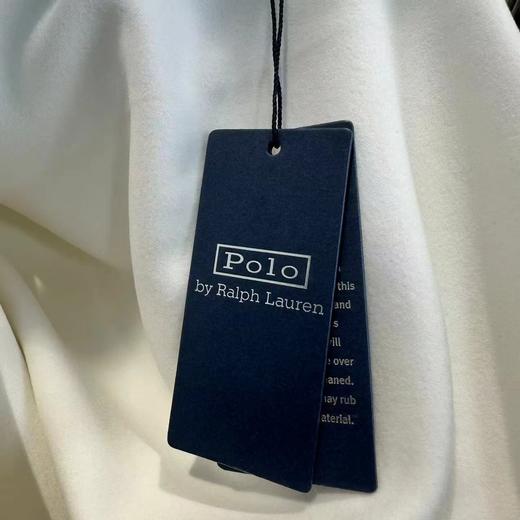 Polo
by Ralph Lauren
this
and
over
rub